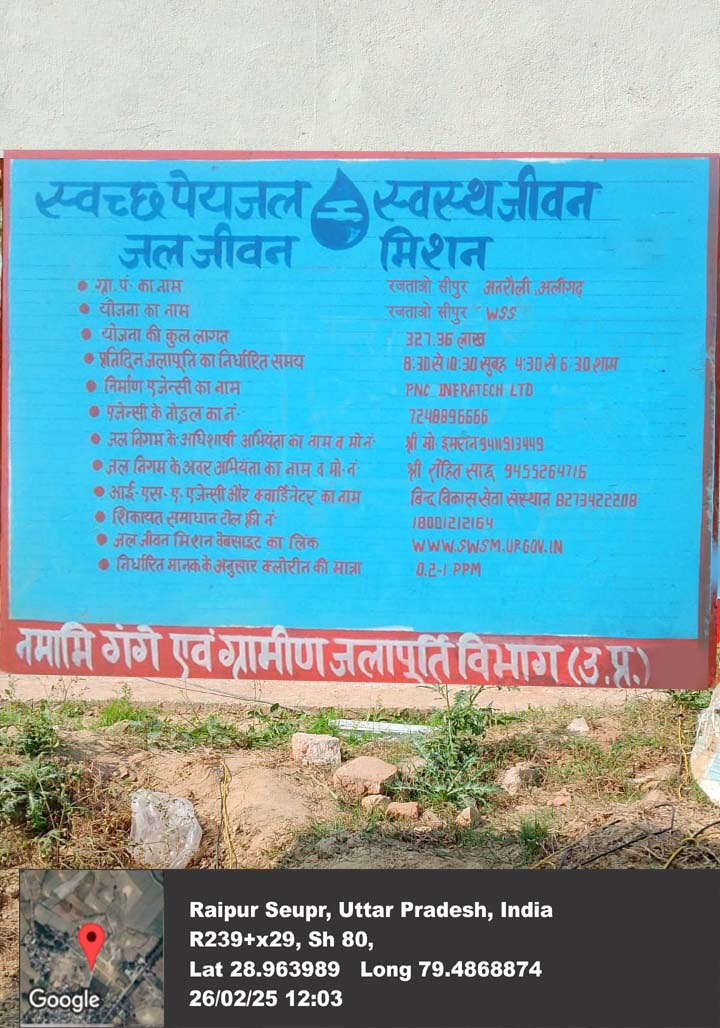 स्वच्छ पेयजल स्वस्थ जीवन
जल जीवन मिशन
• ग्रा. पं. का नाम रजताओ सीपुर अतरौली, अलीगढ़
• योजना का नाम रजताओ सीपुर "WSS"
• योजना की कुल लागत 327.36 लाख
• प्रतिदिन जलापूर्ति का निर्धारित समय 8:30 से 10:30 सुबह 4:30 से 6:30 शाम
• निर्माण एजेन्सी का नाम PNC INFRATECH LTD
• एजेन्सी के नोडल का नं. 7248896666
• जल निगम के अधिशाषी अभियंता का नाम व मो.नं. श्री मो. इमरान 9411913449
• जल निगम के अवर अभियंता का नाम व मो.नं. श्री रोहित साहू 9455264716
• आई. एस. ए. एजेन्सी और क्वार्डिनेटर का नाम बिन्द विकास सेवा संस्थान 8273422208
• शिकायत समाधान टोल फ्री नं. 18001212164
• जल जीवन मिशन वेबसाइट का लिंक WWW.SWSM.UP.GOV.IN
• निर्धारित मानक के अनुसार क्लोरीन की मात्रा 0.2-1 PPM
नमामि गंगे एवं ग्रामीण जलापूर्ति विभाग (उ.प्र.)
Raipur Seupr, Uttar Pradesh, India
R239+x29, Sh 80,
Lat 28.963989 Long 79.4868874
26/02/25 12:03
Google